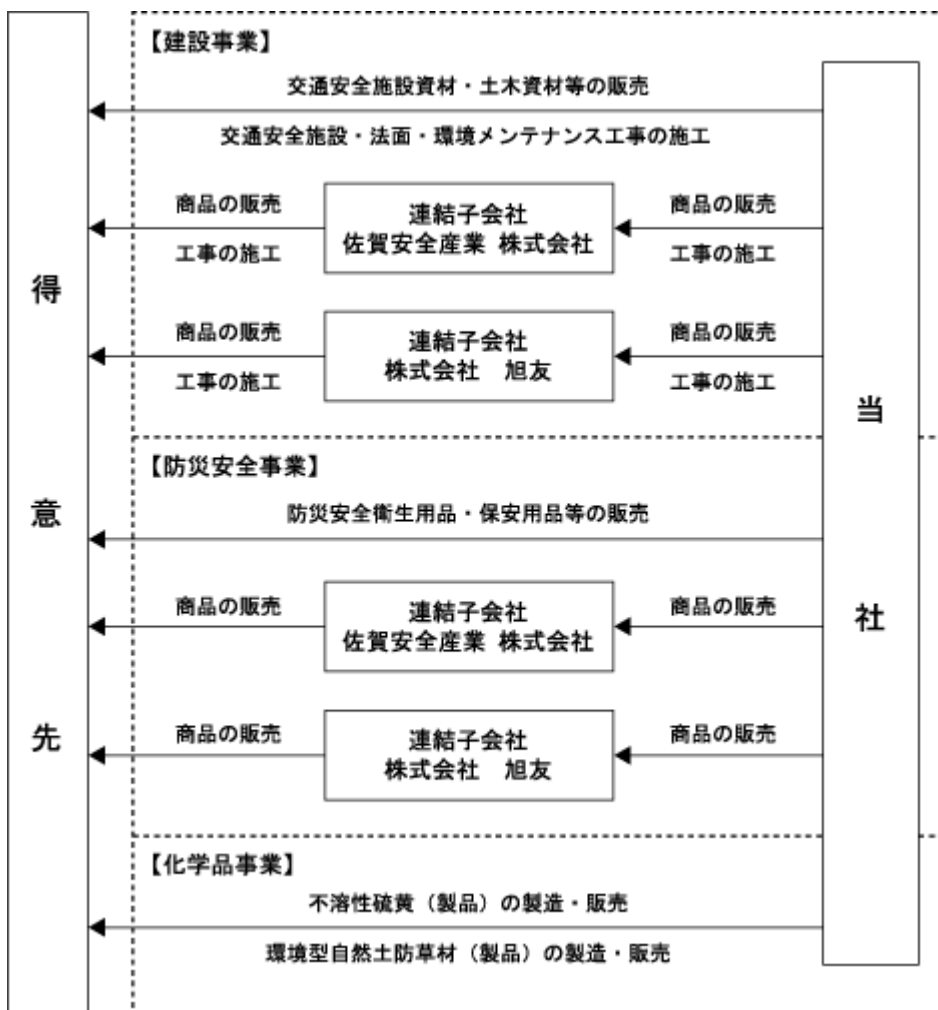 【建設事業】
交通安全施設資材・土木資材等の販売
交通安全施設・法面・環境メンテナンス工事の施工
商品の販売
工事の施工
連結子会社
佐賀安全産業 株式会社
商品の販売
工事の施工
商品の販売
工事の施工
連結子会社
株式会社　旭友
商品の販売
工事の施工
【防災安全事業】
防災安全衛生用品・保安用品等の販売
商品の販売
連結子会社
佐賀安全産業 株式会社
商品の販売
商品の販売
連結子会社
株式会社　旭友
商品の販売
【化学品事業】
不溶性硫黄（製品）の製造・販売
環境型自然土防草材（製品）の製造・販売
得意先
当社